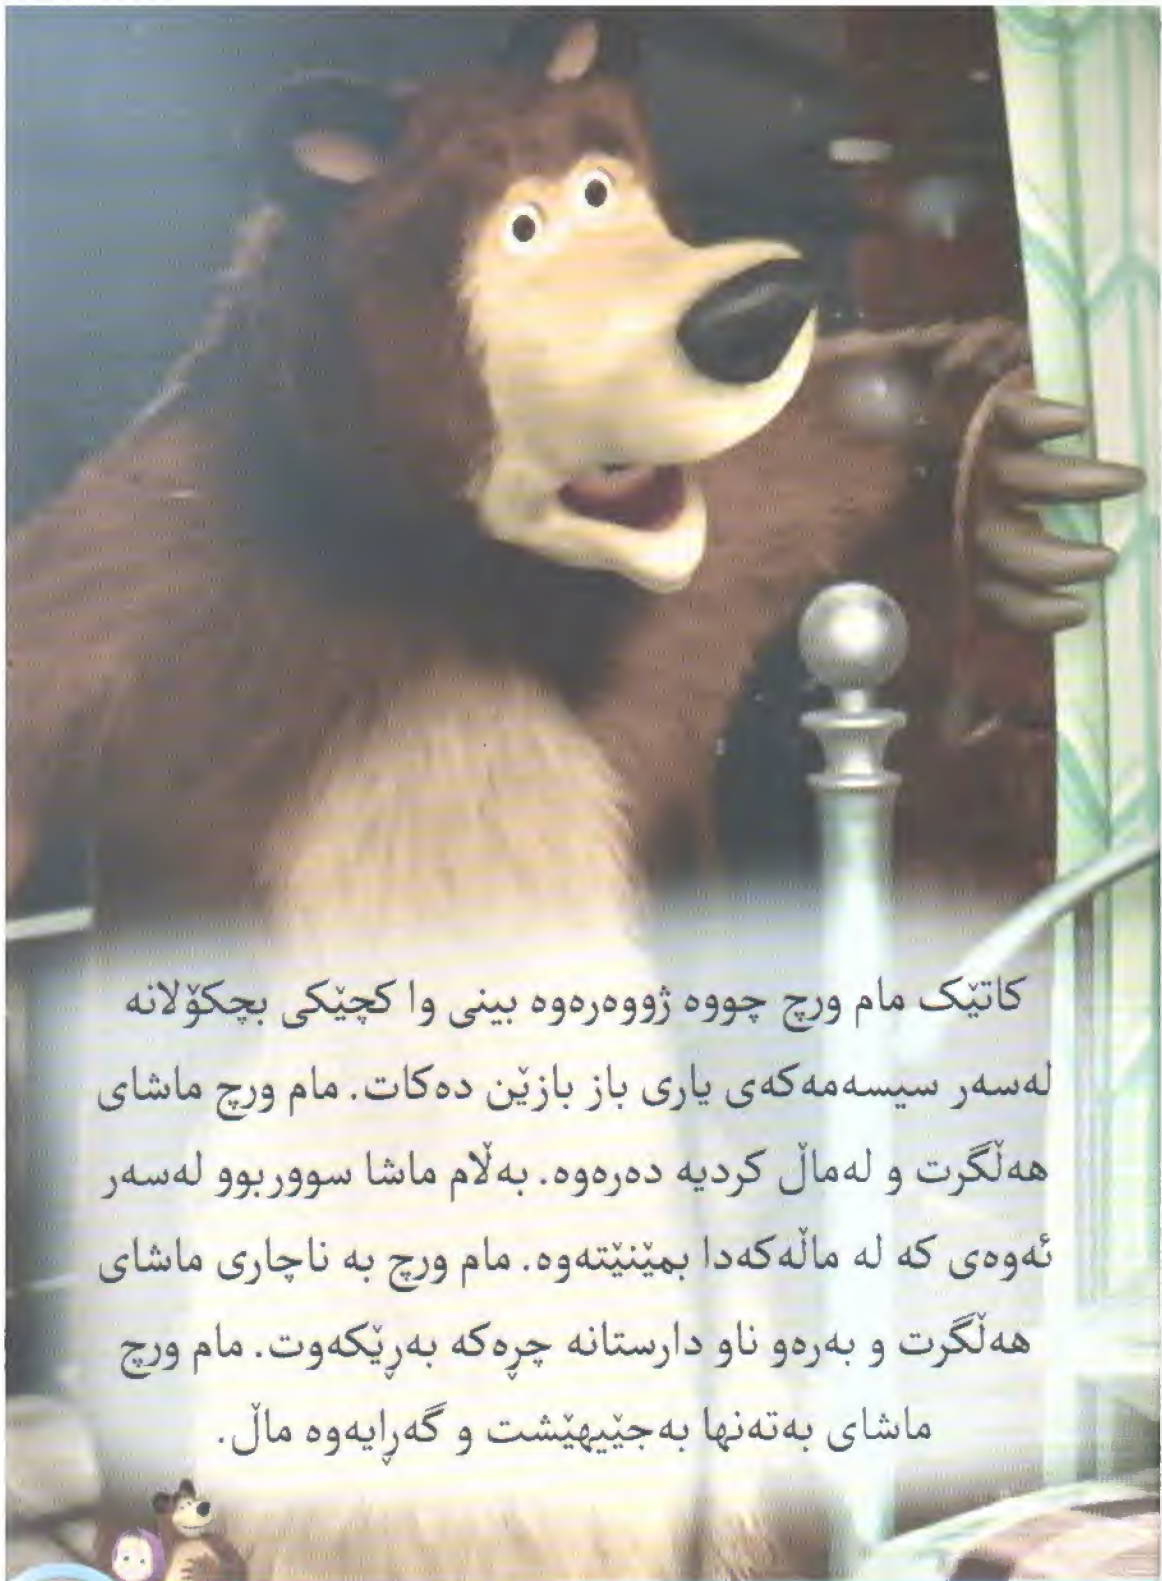 کاتێک مام ورچ چووە ژووەرەوە بینی وا کچێکی بچکۆلانە
لەسەر سیسەمەکەی یاری باز بازێن دەکات. مام ورچ ماشای
هەڵگرت و لەماڵ کردیە دەرەوە. بەڵام ماشا سووربوو لەسەر
ئەوەی کە لە ماڵەکەدا بمێنێتەوە. مام ورچ بە ناچاری ماشای
هەڵگرت و بەرەو ناو دارستانە چڕەکە بەڕێکەوت. مام ورچ
ماشای بەتەنها بەجێیهێشت و گەڕایەوە ماڵ.